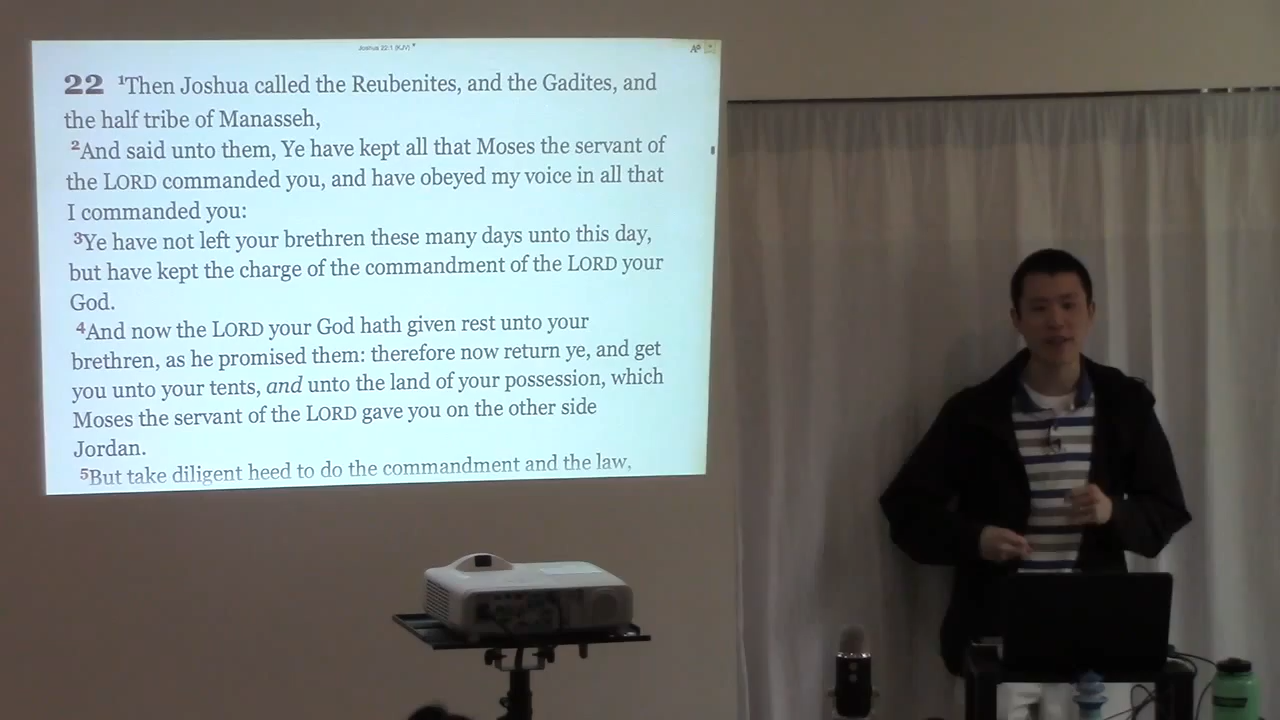 Joshua 22:1 (KJV)
22 1Then Joshua called the Reubenites, and the Gadites, and
the half tribe of Manasseh,
2And said unto them, Ye have kept all that Moses the servant of
the LORD commanded you, and have obeyed my voice in all that
I commanded you:
3Ye have not left your brethren these many days unto this day,
but have kept the charge of the commandment of the LORD your
God.
4And now the LORD your God hath given rest unto your
brethren, as he promised them: therefore now return ye, and get
you unto your tents, and unto the land of your possession, which
Moses the servant of the LORD gave you on the other side
Jordan.
5But take diligent heed to do the commandment and the law,